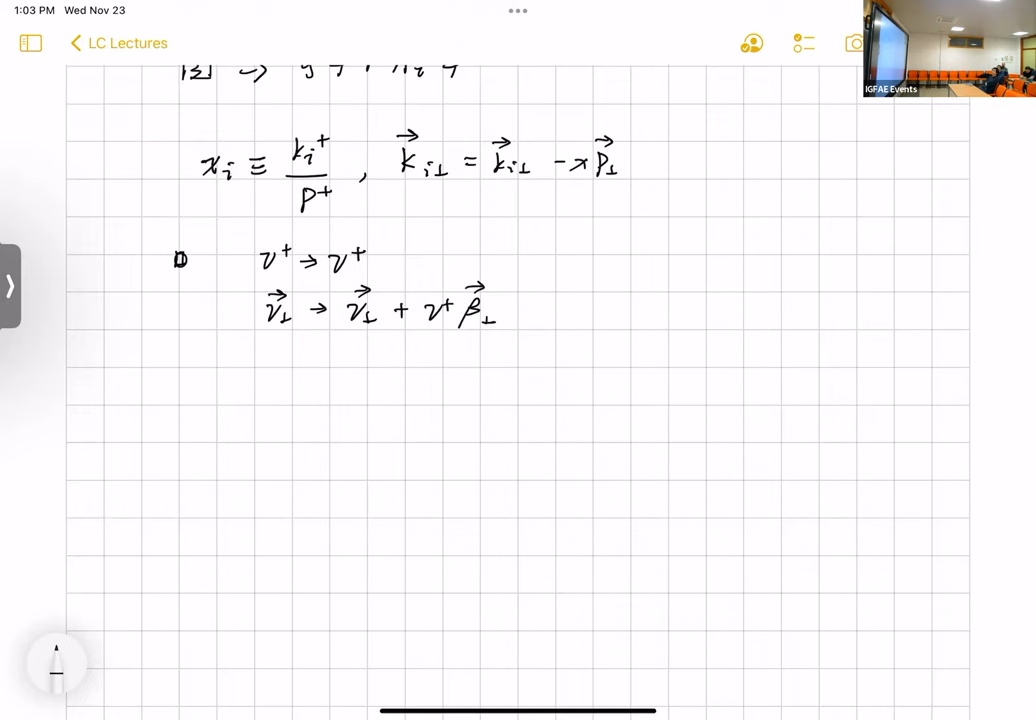 1:03 PM Wed Nov 23
LC Lectures
IGFAE Events
x_i ≡ k_i^+ / P^+ , \vec{k}_{i⊥} = \vec{k}_{i⊥} - x \vec{P}_⊥
v^+ → v^+
\vec{v}_⊥ → \vec{v}_⊥ + v^+ \vec{β}_⊥